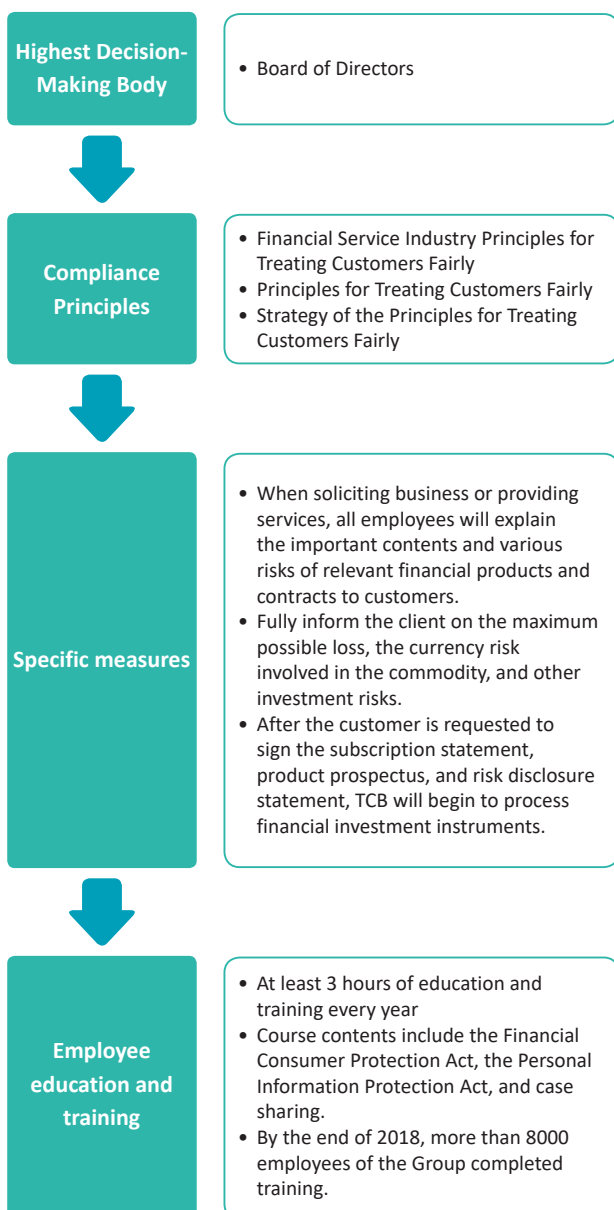 Highest Decision-
Making Body
• Board of Directors
Compliance
Principles
• Financial Service Industry Principles for
Treating Customers Fairly
• Principles for Treating Customers Fairly
• Strategy of the Principles for Treating
Customers Fairly
Specific measures
• When soliciting business or providing
services, all employees will explain
the important contents and various
risks of relevant financial products and
contracts to customers.
• Fully inform the client on the maximum
possible loss, the currency risk
involved in the commodity, and other
investment risks.
• After the customer is requested to
sign the subscription statement,
product prospectus, and risk disclosure
statement, TCB will begin to process
financial investment instruments.
Employee
education and
training
• At least 3 hours of education and
training every year
• Course contents include the Financial
Consumer Protection Act, the Personal
Information Protection Act, and case
sharing.
• By the end of 2018, more than 8000
employees of the Group completed
training.